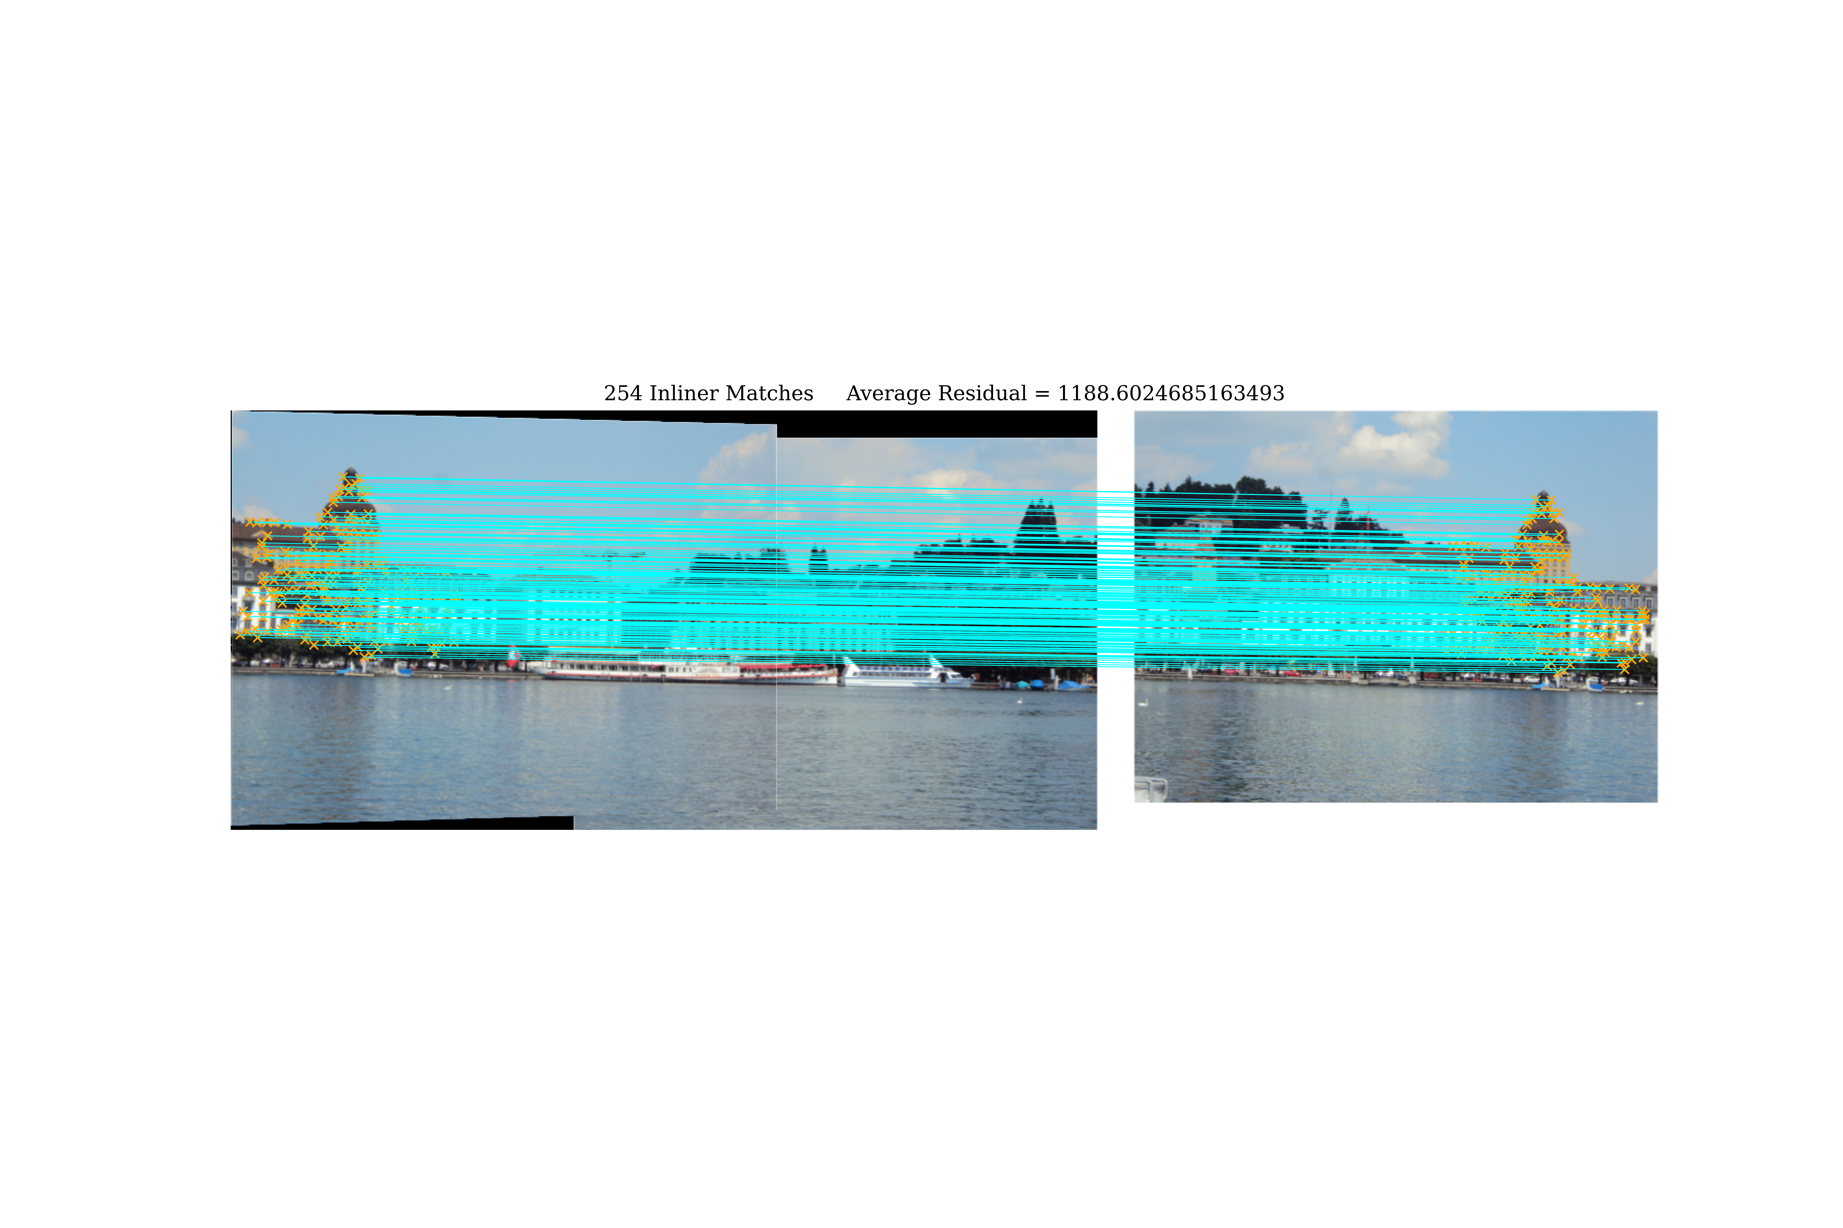 254 Inliner Matches     Average Residual = 1188.6024685163493